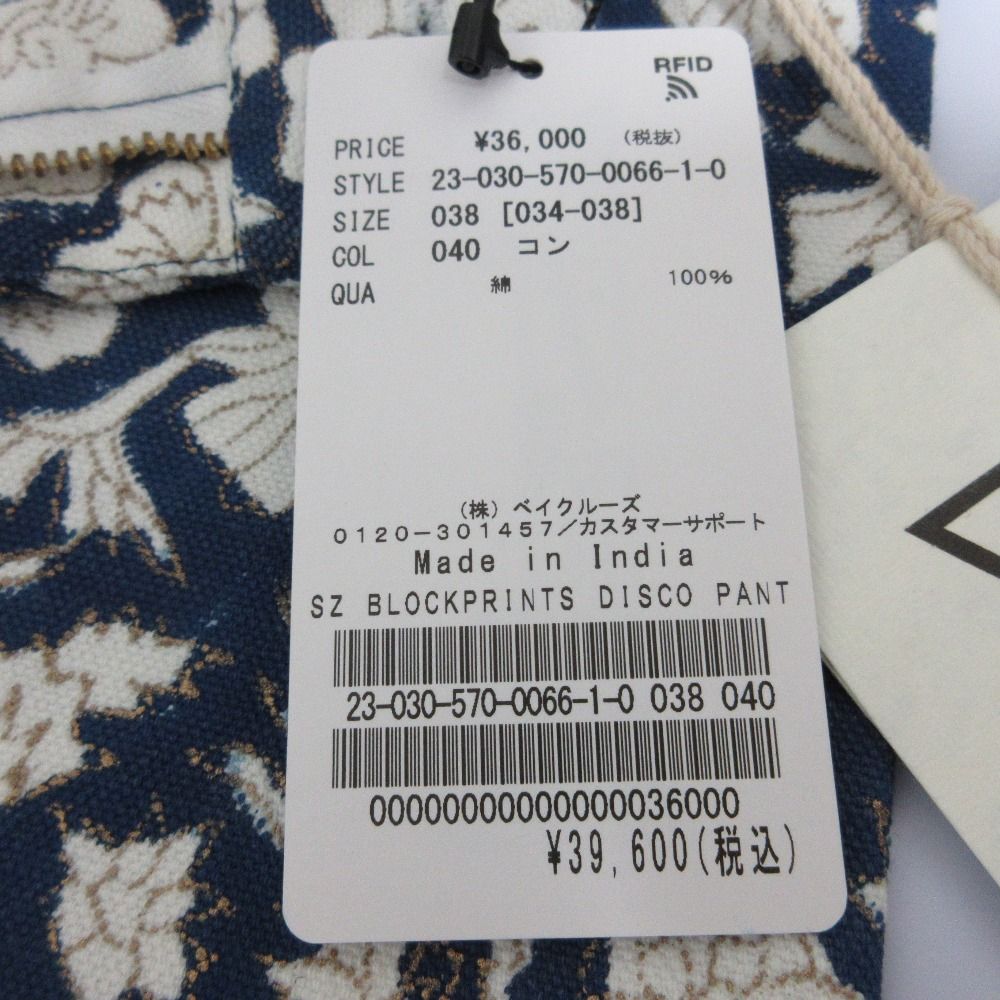 RFID
PRICE ¥36,000 (税抜)
STYLE 23-030-570-0066-1-0
SIZE 038 [034-038]
COL 040 コン
QUA 綿 100%
(株)ベイクルーズ
0120-301457/カスタマーサポート
Made in India
SZ BLOCKPRINTS DISCO PANT
23-030-570-0066-1-0 038 040
00000000000000036000
¥39,600(税込)